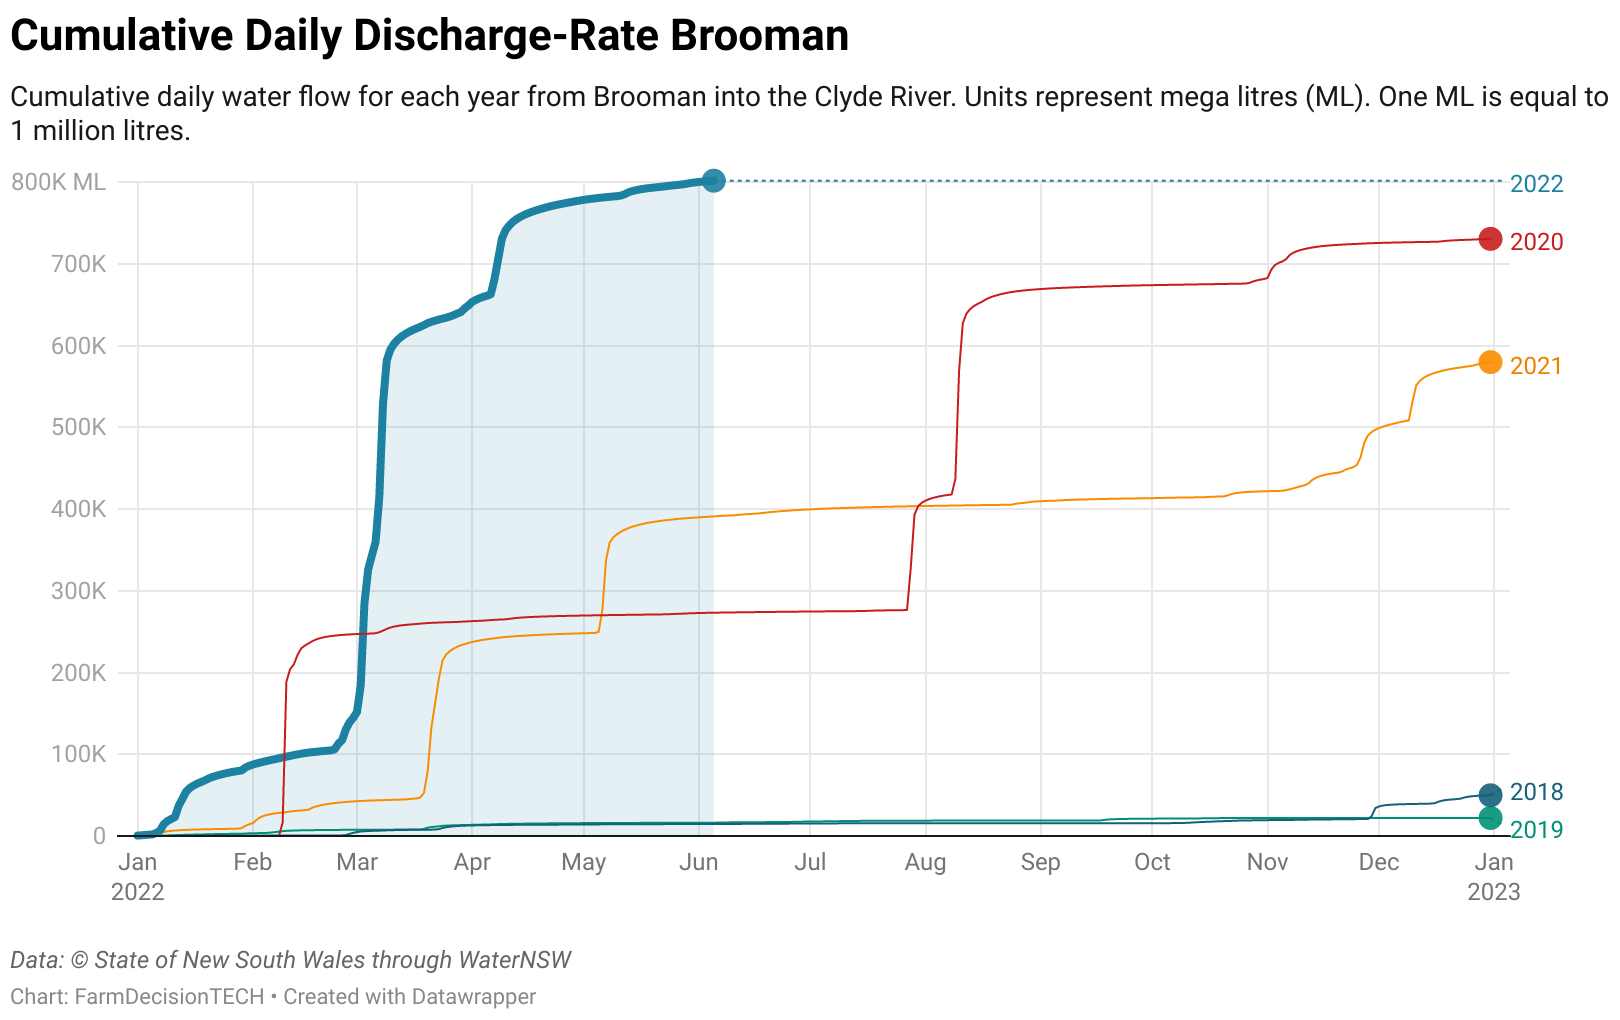 Cumulative Daily Discharge-Rate Brooman
Cumulative daily water flow for each year from Brooman into the Clyde River. Units represent mega litres (ML). One ML is equal to
1 million litres.
800K ML
700K
600K
500K
400K
300K
200K
100K
0
2022
2020
2021
2018
2019
Jan Feb Mar Apr May Jun Jul Aug Sep Oct Nov Dec Jan
2022 2023
Data: © State of New South Wales through WaterNSW
Chart: FarmDecisionTECH • Created with Datawrapper